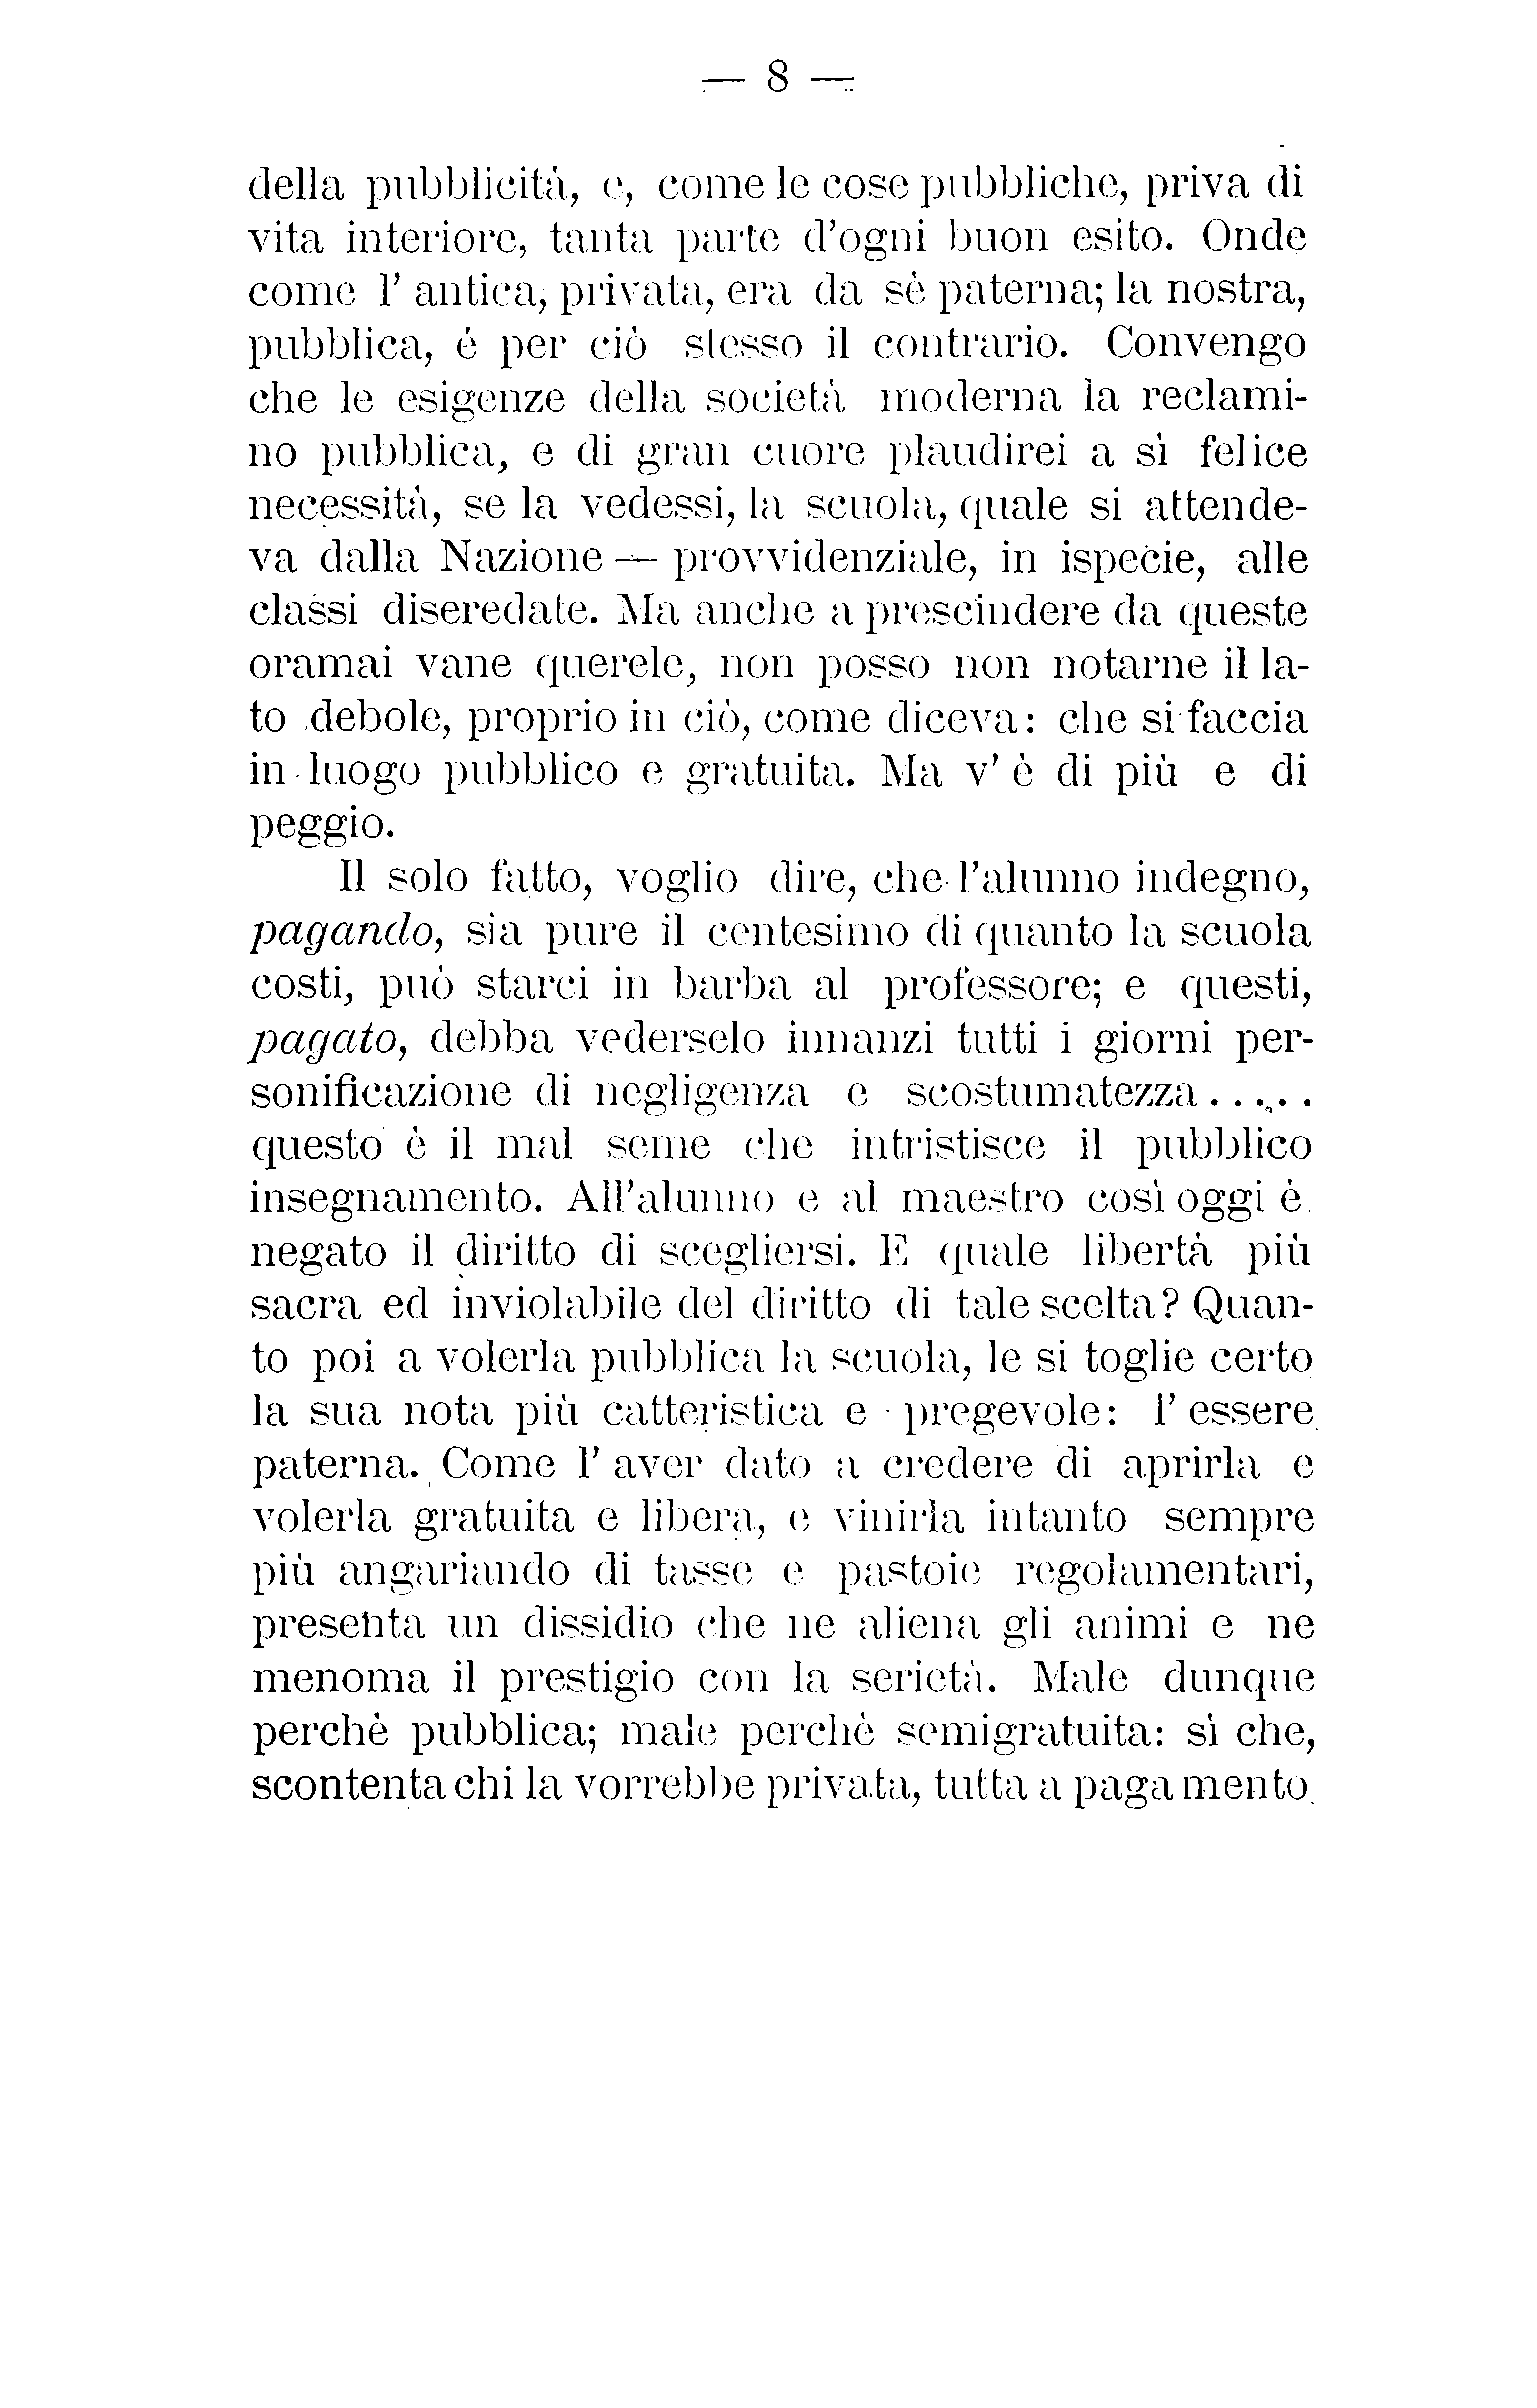 — 8 —
della pubblicità, e, come le cose pubbliche, priva di
vita interiore, tanta parte d'ogni buon esito. Onde
come l' antica, privata, era da sè paterna; la nostra,
pubblica, é per ciò stesso il contrario. Convengo
che le esigenze della società moderna la reclami-
no pubblica, e di gran cuore plaudirei a sì felice
necessità, se la vedessi, la scuola, quale si attende-
va dalla Nazione — provvidenziale, in ispecie, alle
classi diseredate. Ma anche a prescindere da queste
oramai vane querele, non posso non notarne il la-
to debole, proprio in ciò, come diceva: che si faccia
in luogo pubblico e gratuita. Ma v' è di più e di
peggio.
Il solo fatto, voglio dire, che l'alunno indegno,
pagando, sia pure il centesimo di quanto la scuola
costi, può starci in barba al professore; e questi,
pagato, debba vederselo innanzi tutti i giorni per-
sonificazione di negligenza e scostumatezza . . . . .
questo è il mal seme che intristisce il pubblico
insegnamento. All'alunno e al maestro così oggi è
negato il diritto di scegliersi. E quale libertà più
sacra ed inviolabile del diritto di tale scelta? Quan-
to poi a volerla pubblica la scuola, le si toglie certo
la sua nota più catteristica e pregevole: l' essere
paterna. Come l' aver dato a credere di aprirla e
volerla gratuita e libera, e vinirla intanto sempre
più angariando di tasse e pastoie regolamentari,
presenta un dissidio che ne aliena gli animi e ne
menoma il prestigio con la serietà. Male dunque
perchè pubblica; male perchè semigratuita: sì che,
scontenta chi la vorrebbe privata, tutta a pagamento